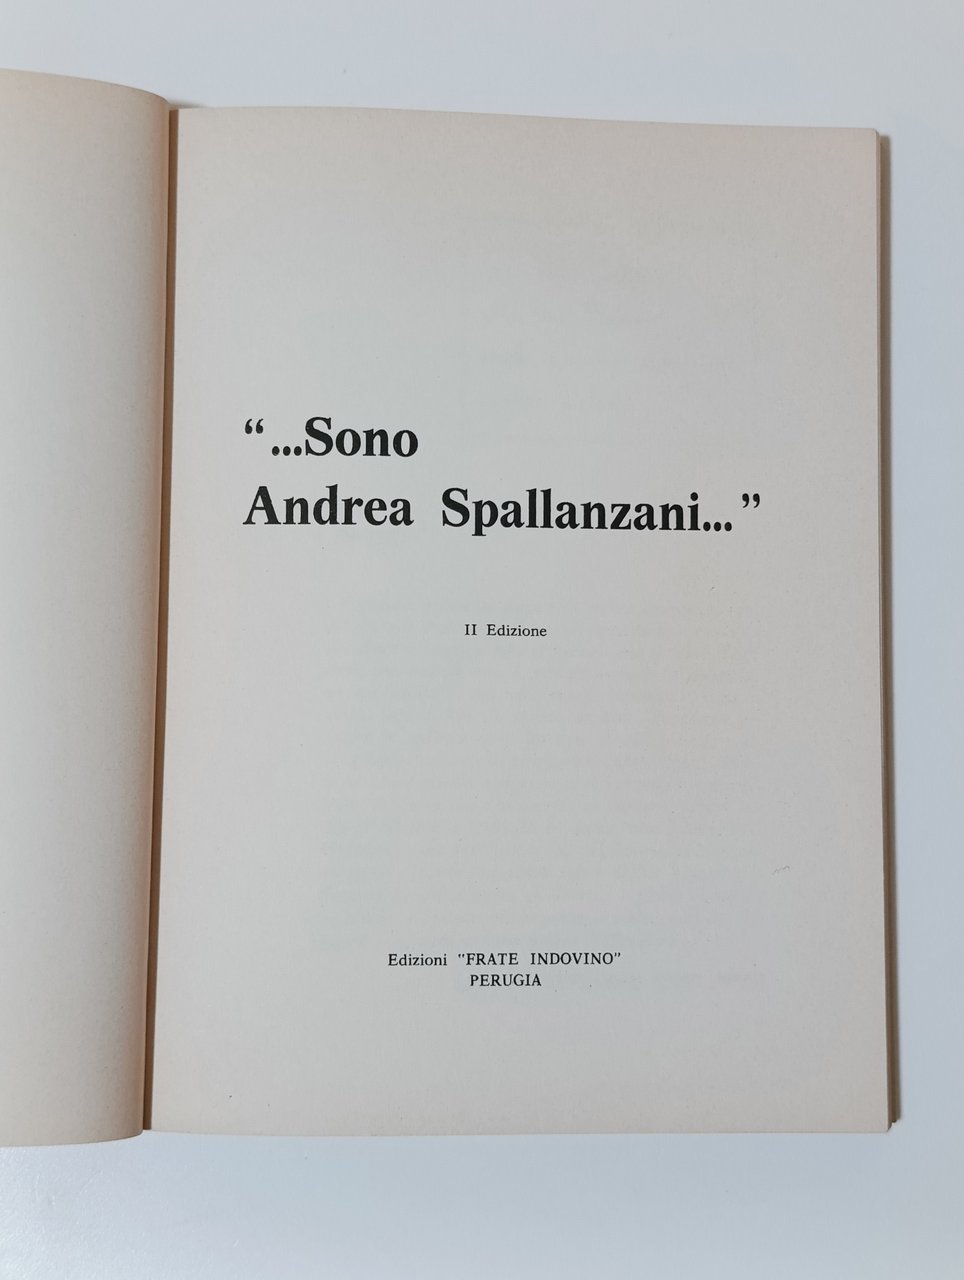 “...Sono
Andrea Spallanzani...”
II Edizione
Edizioni "FRATE INDOVINO"
PERUGIA